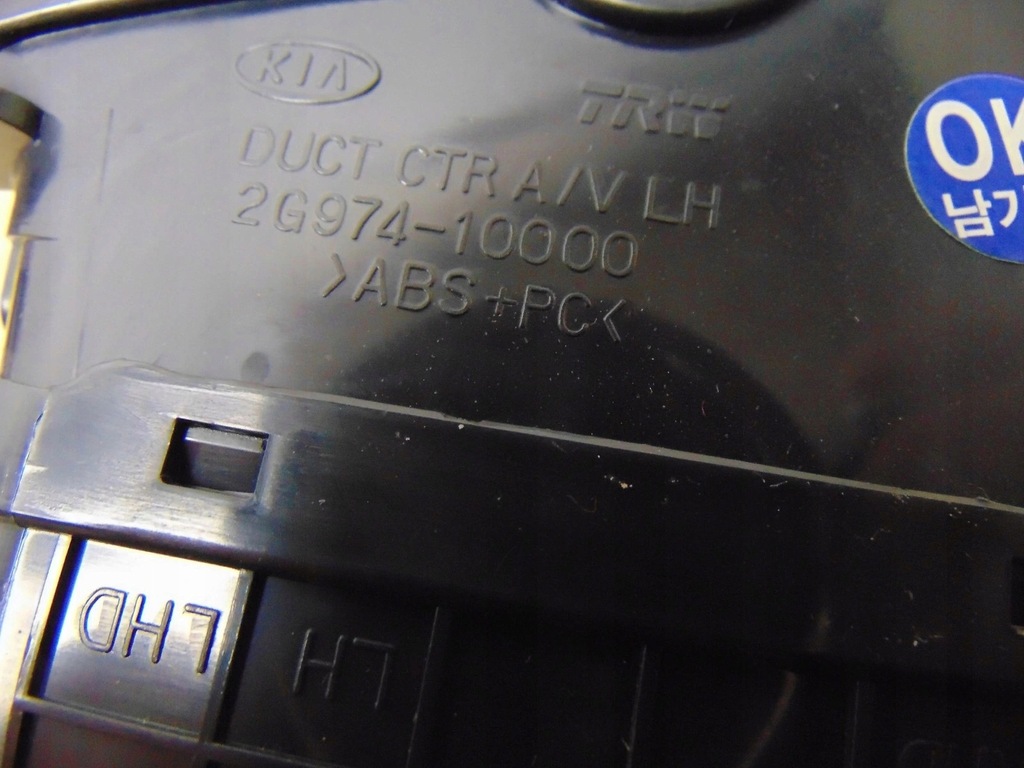 KIA
TRW
DUCT CTR A/V LH
2G974-10000
>ABS+PC<
OK
LHD
LH